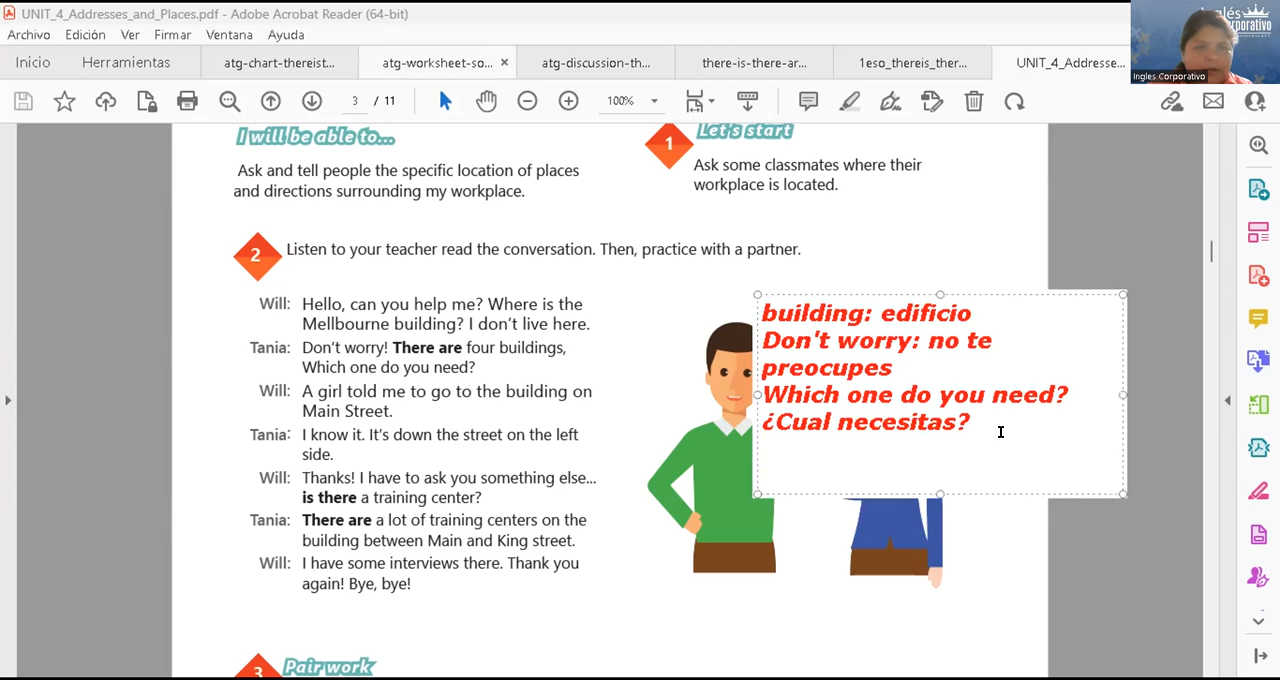 UNIT_4_Addresses_and_Places.pdf - Adobe Acrobat Reader (64-bit)
Archivo Edición Ver Firmar Ventana Ayuda
Inicio Herramientas atg-chart-thereist... atg-worksheet-so... × atg-discussion-th... there-is-there-ar... 1eso_thereis_ther... UNIT_4_Addresse...
Inglés
Corporativo
Ingles Corporativo
3 / 11 100%
I will be able to...
Ask and tell people the specific location of places
and directions surrounding my workplace.
1 Let's start
Ask some classmates where their
workplace is located.
2 Listen to your teacher read the conversation. Then, practice with a partner.
Will: Hello, can you help me? Where is the
Mellbourne building? I don't live here.
Tania: Don't worry! There are four buildings,
Which one do you need?
Will: A girl told me to go to the building on
Main Street.
Tania: I know it. It's down the street on the left
side.
Will: Thanks! I have to ask you something else...
is there a training center?
Tania: There are a lot of training centers on the
building between Main and King street.
Will: I have some interviews there. Thank you
again! Bye, bye!
building: edificio
Don't worry: no te
preocupes
Which one do you need?
¿Cual necesitas?
3 Pair work